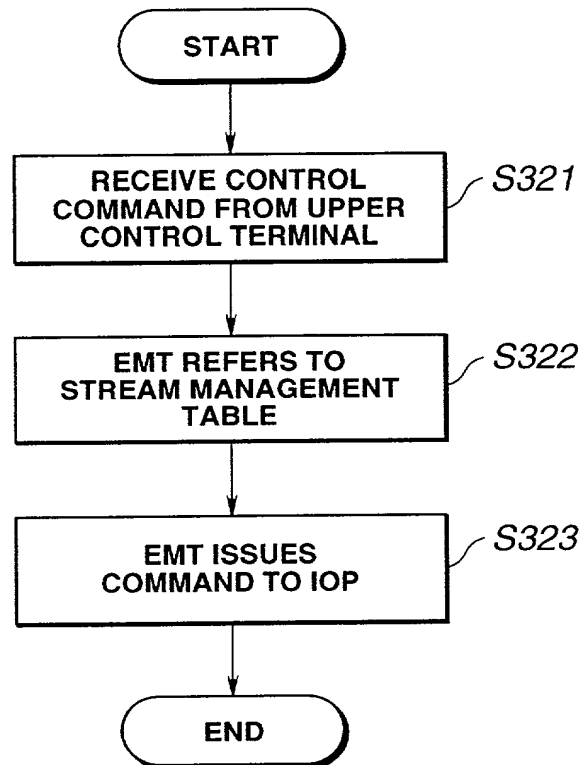 START
RECEIVE CONTROL
COMMAND FROM UPPER
CONTROL TERMINAL
S321
EMT REFERS TO
STREAM MANAGEMENT
TABLE
S322
EMT ISSUES
COMMAND TO IOP
S323
END